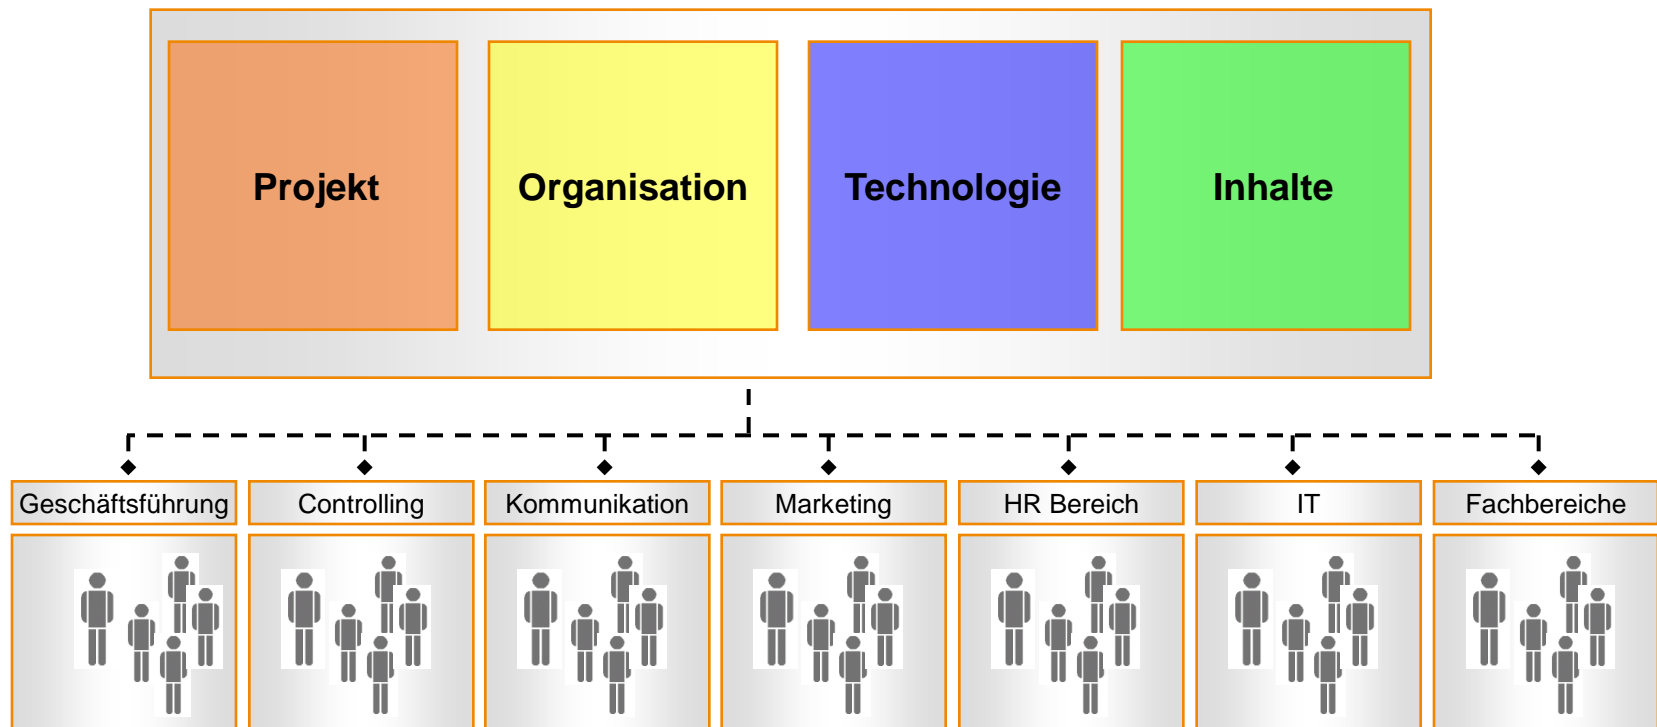 Projekt
Organisation
Technologie
Inhalte
Geschäftsführung
Controlling
Kommunikation
Marketing
HR Bereich
IT
Fachbereiche